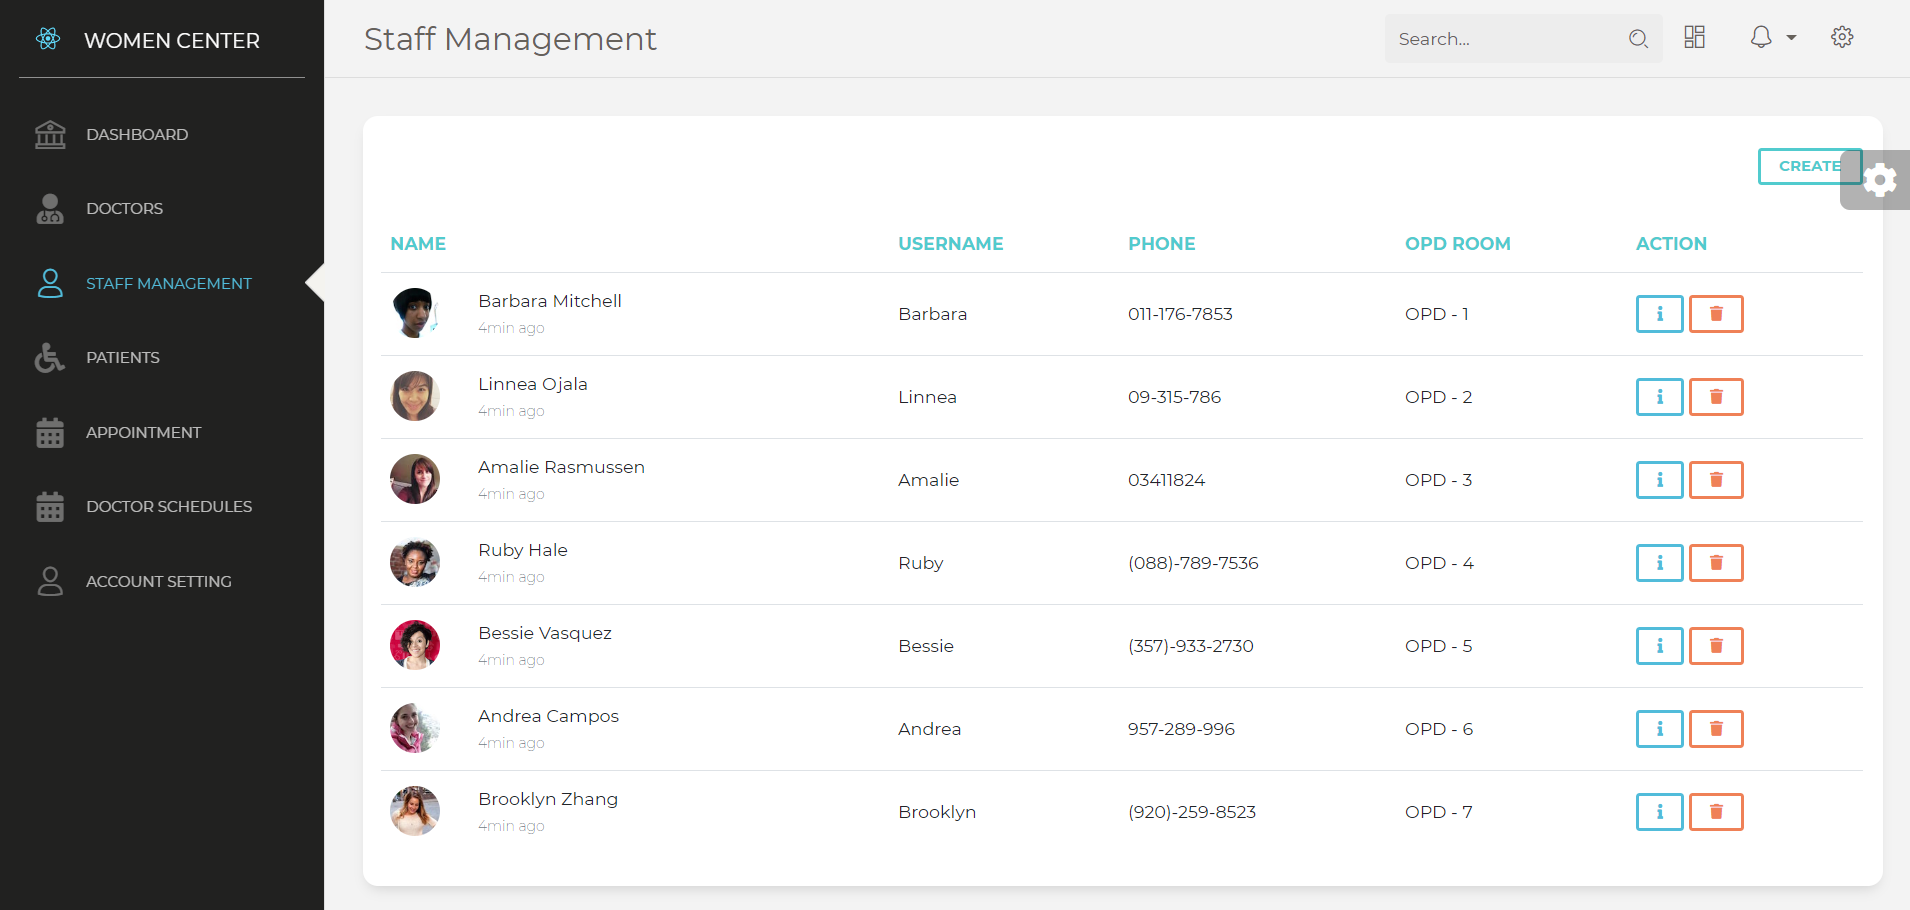 WOMEN CENTER
DASHBOARD
DOCTORS
STAFF MANAGEMENT
PATIENTS
APPOINTMENT
DOCTOR SCHEDULES
ACCOUNT SETTING
Staff Management
Search...
CREATE
NAME USERNAME PHONE OPD ROOM ACTION
Barbara Mitchell
4min ago
Barbara 011-176-7853 OPD - 1
Linnea Ojala
4min ago
Linnea 09-315-786 OPD - 2
Amalie Rasmussen
4min ago
Amalie 03411824 OPD - 3
Ruby Hale
4min ago
Ruby (088)-789-7536 OPD - 4
Bessie Vasquez
4min ago
Bessie (357)-933-2730 OPD - 5
Andrea Campos
4min ago
Andrea 957-289-996 OPD - 6
Brooklyn Zhang
4min ago
Brooklyn (920)-259-8523 OPD - 7